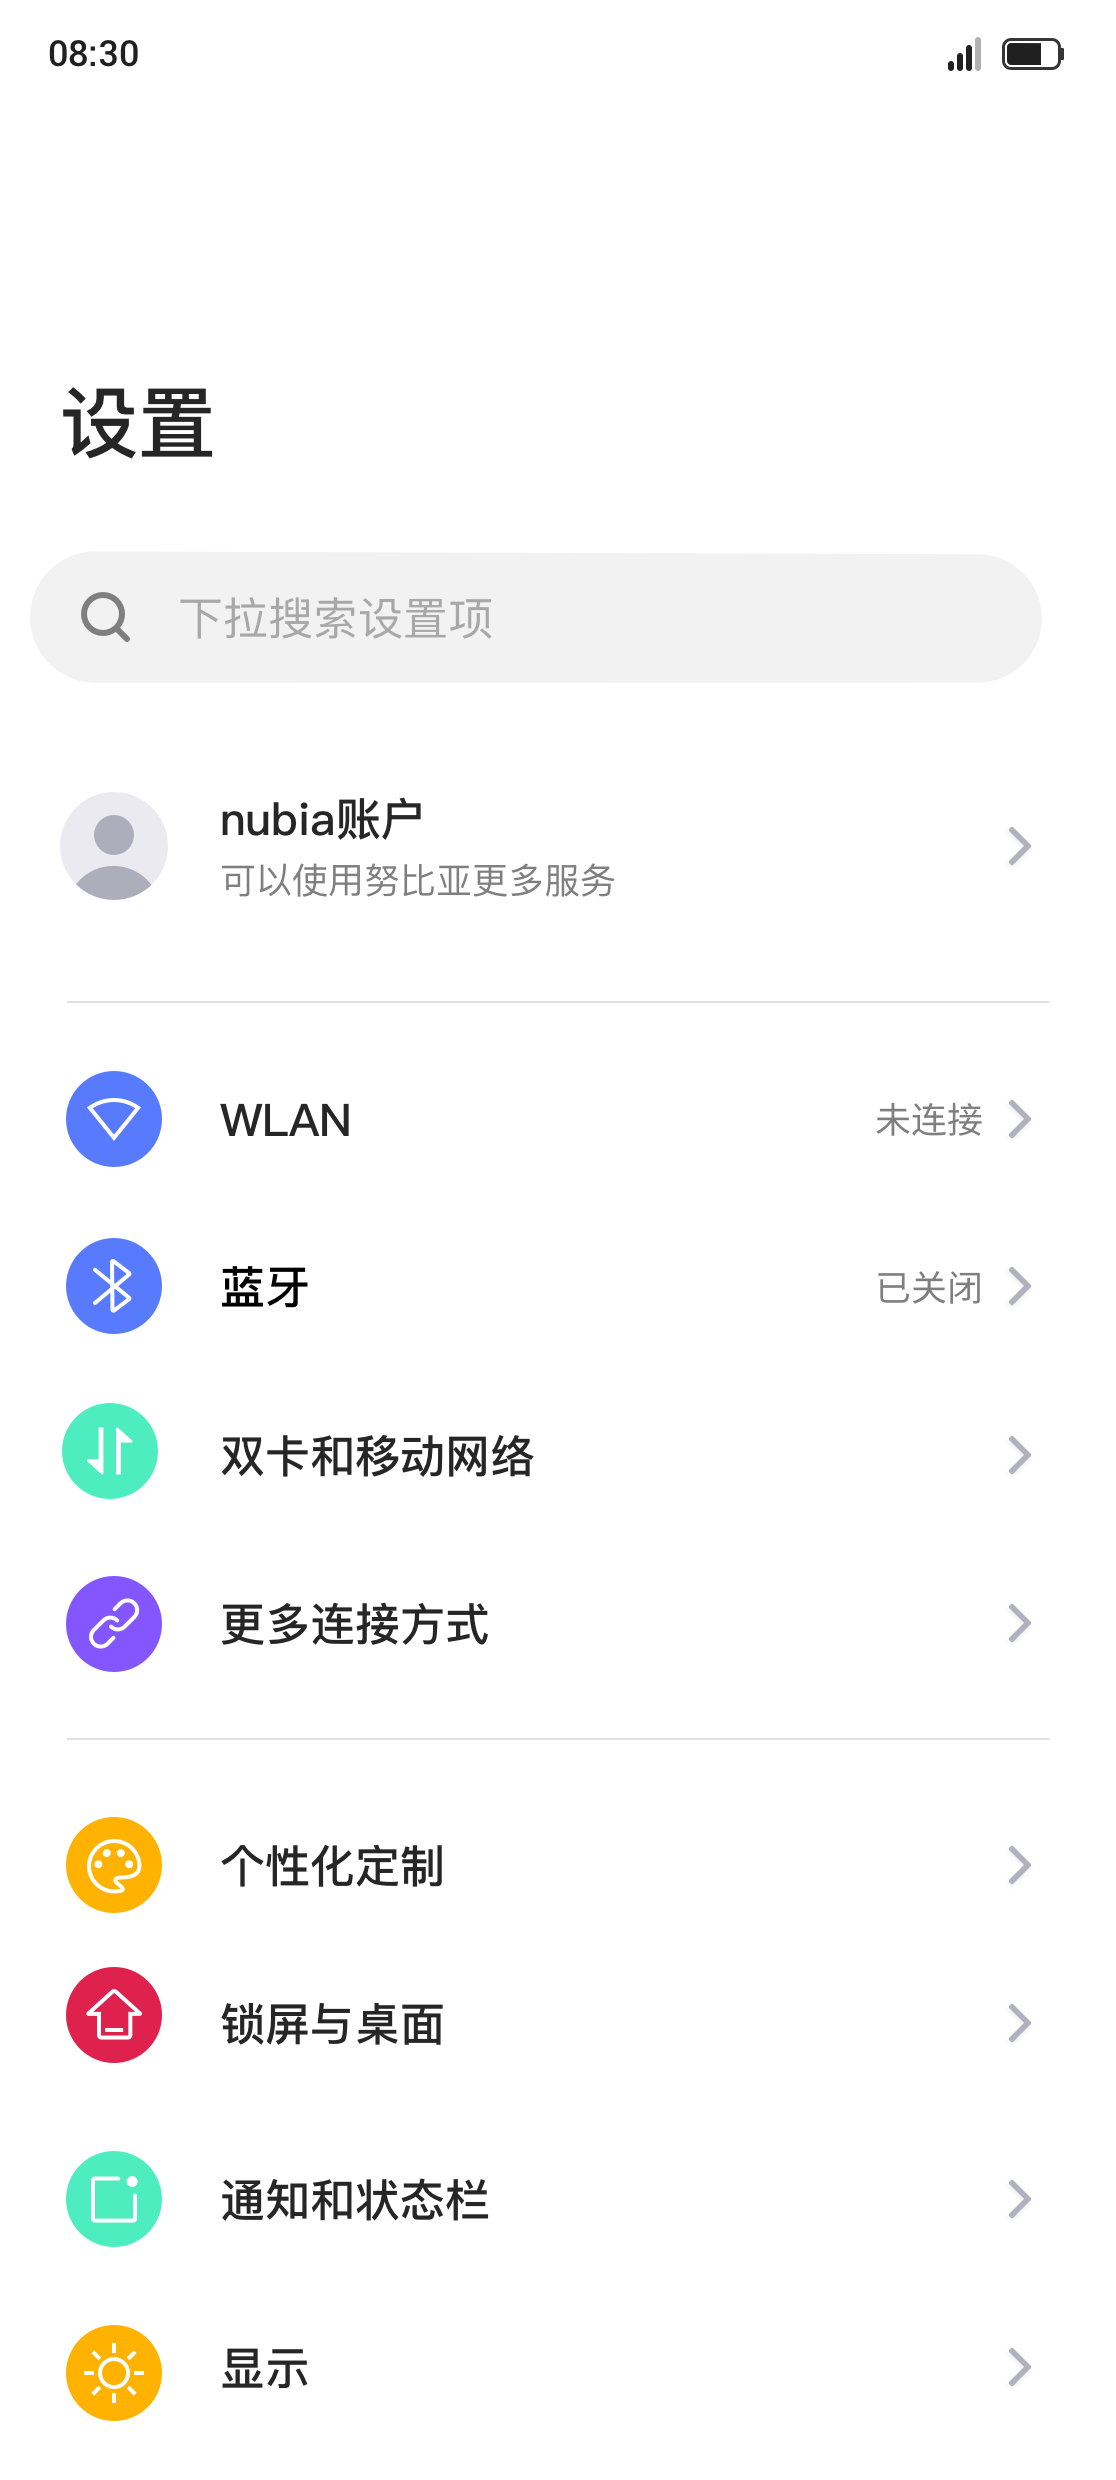 08:30
设置
下拉搜索设置项
nubia账户
可以使用努比亚更多服务
WLAN 未连接
蓝牙 已关闭
双卡和移动网络
更多连接方式
个性化定制
锁屏与桌面
通知和状态栏
显示